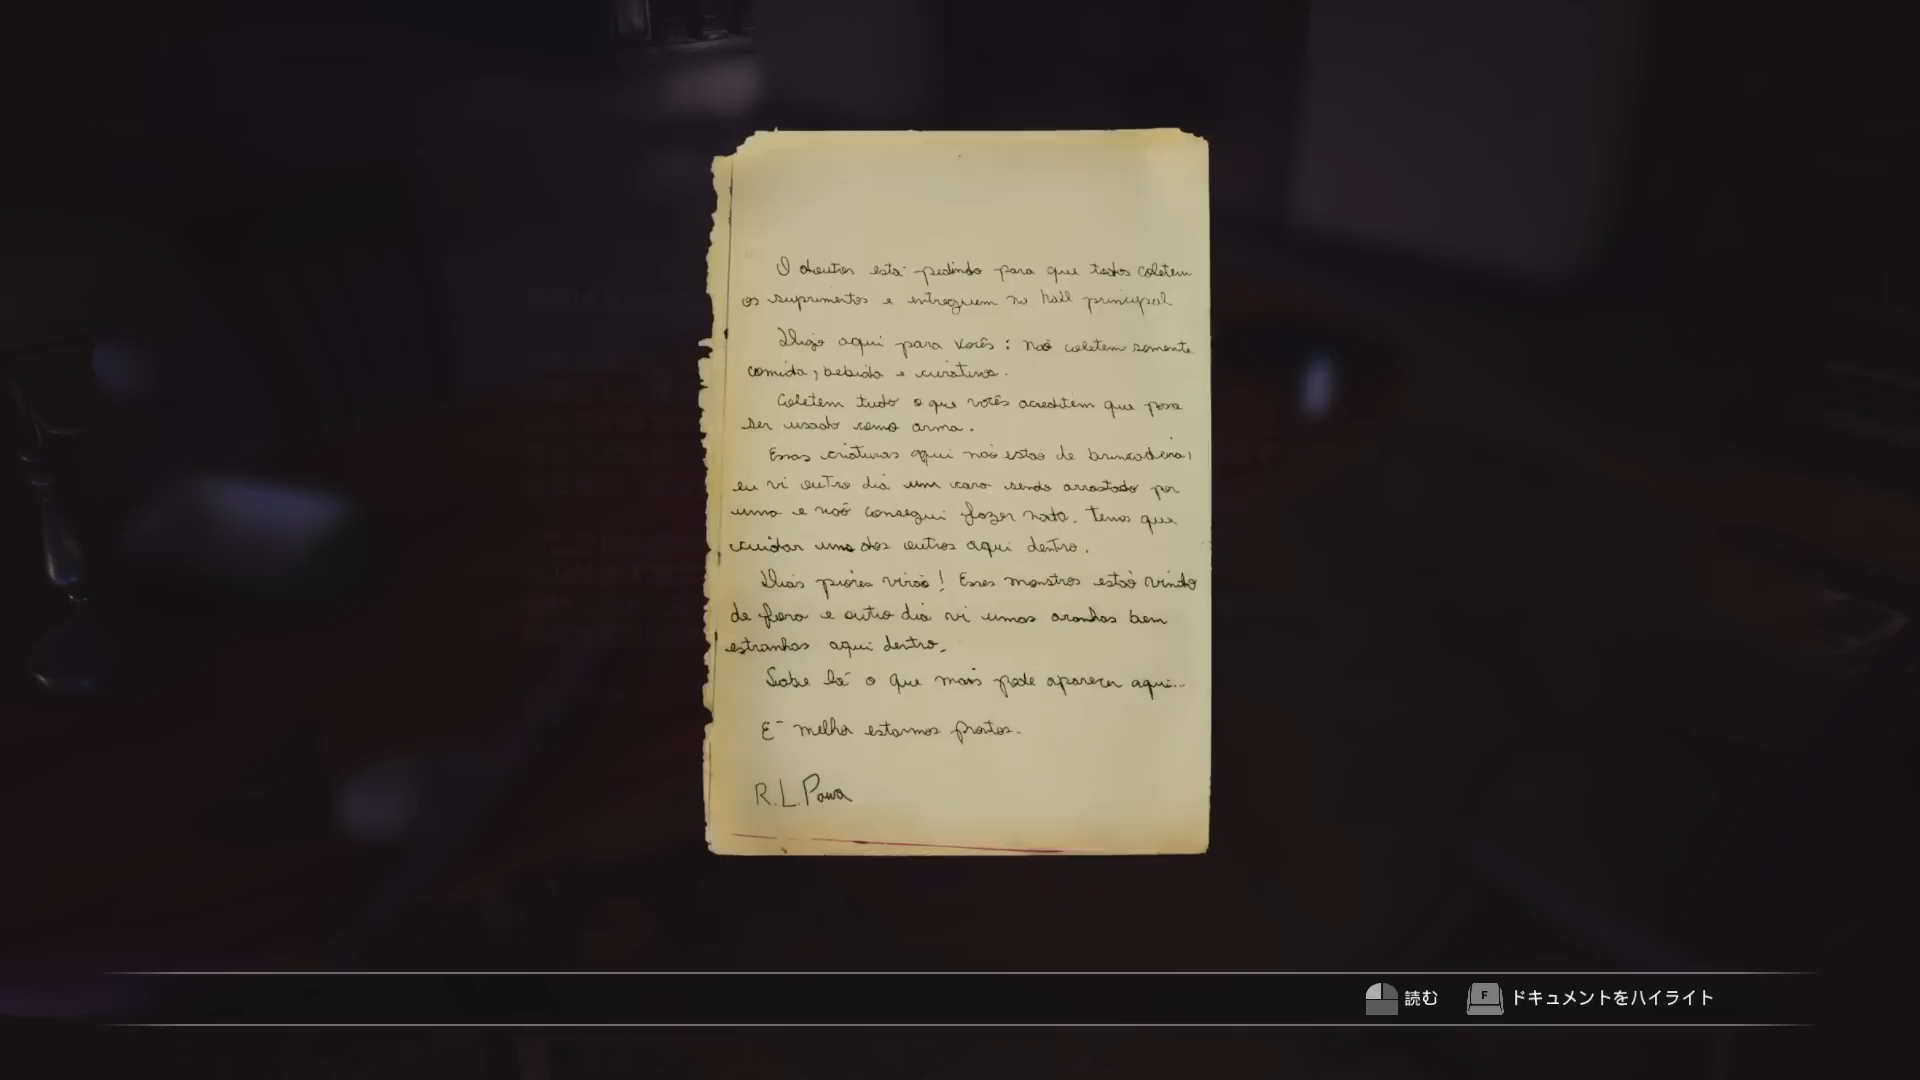 O doutor está pedindo para que todos coletem
os suprimentos e entreguem no hall principal.
Digo aqui para vocês : não coletem somente
comida, bebida e curativos.
Coletem tudo o que vocês acreditem que possa
ser usado como arma.
Essas criaturas aqui não estão de brincadeira,
eu vi outro dia um cara sendo arrastado por
uma e não consegui fazer nada. Temos que
cuidar uns dos outros aqui dentro.
Dias piores virão! Esses monstros estão vindo
de fora e outro dia vi umas aranhas bem
estranhas aqui dentro.
Sabe lá o que mais pode aparecer aqui...
É melhor estarmos prontos.
R.L.
読む F ドキュメントをハイライト